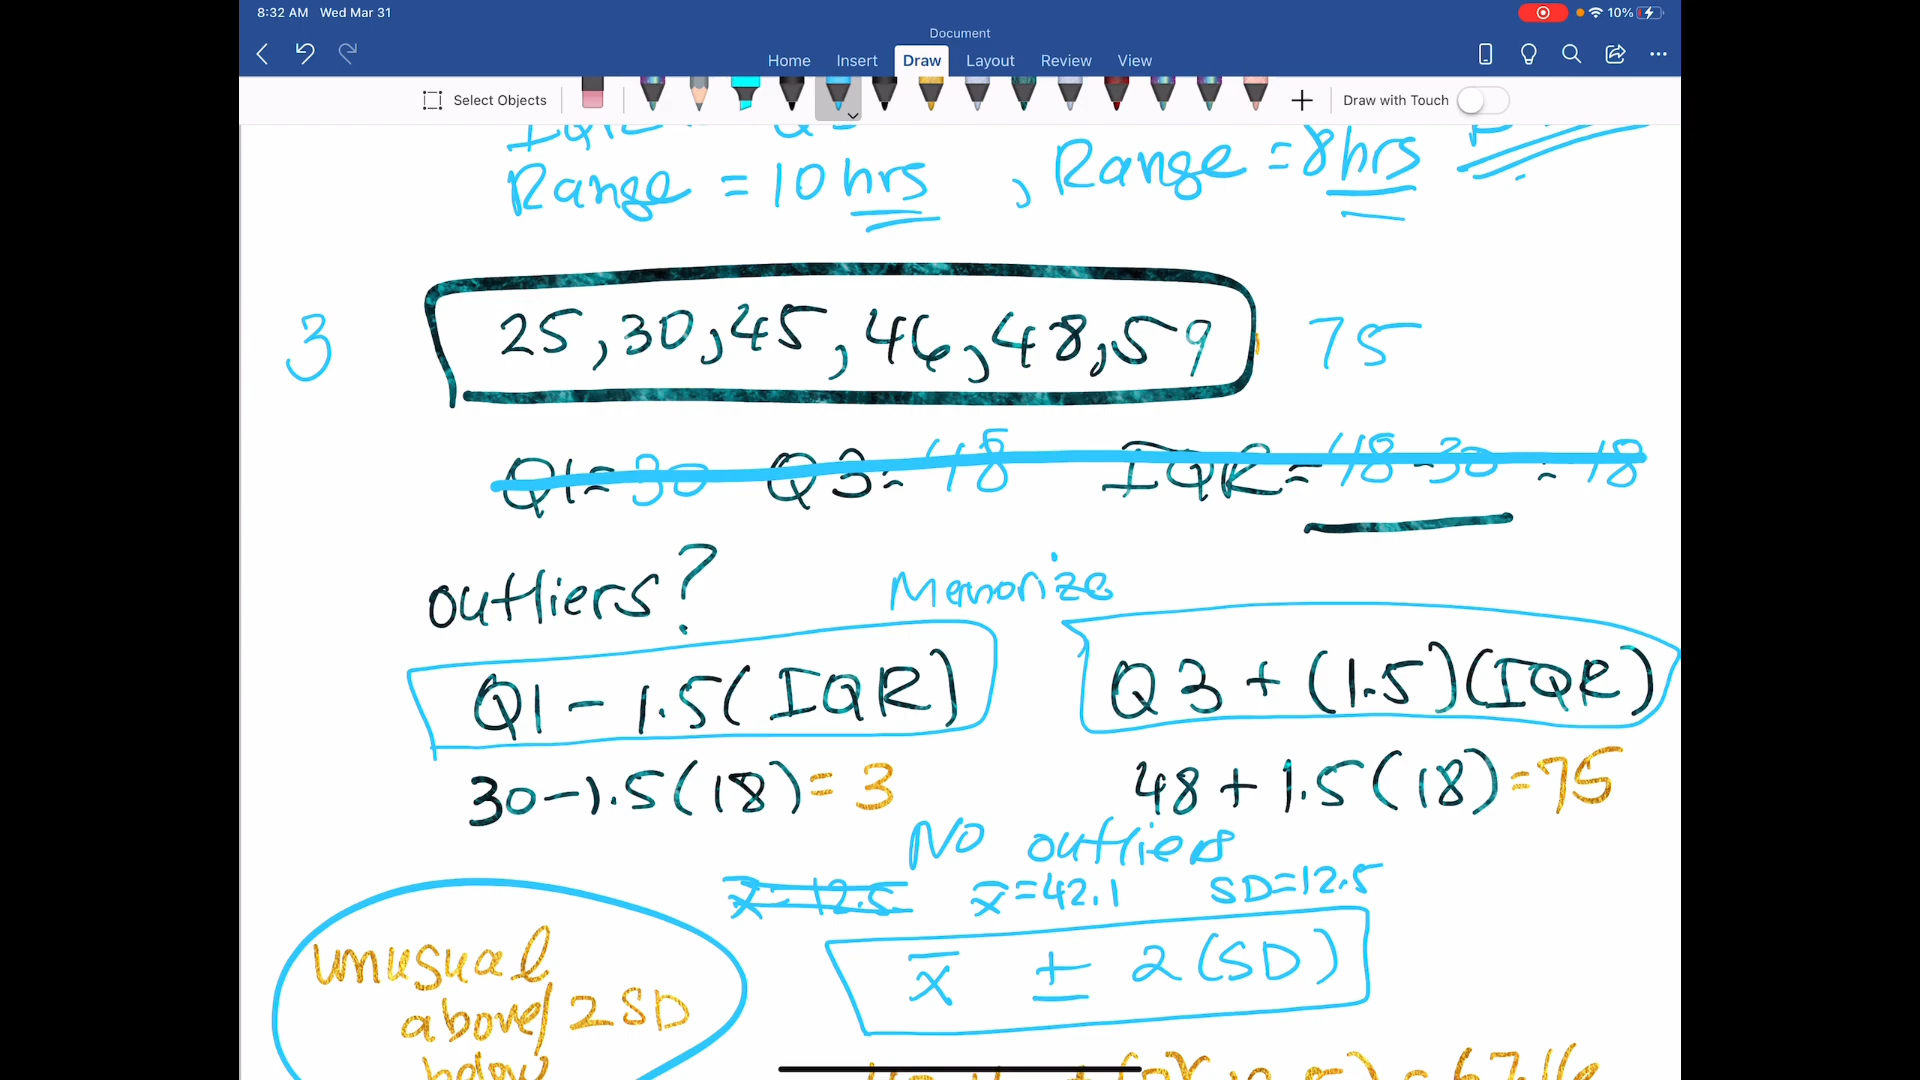 8:32 AM Wed Mar 31
10%
Document
Home Insert Draw Layout Review View
Select Objects
Draw with Touch
Range = 10 hrs , Range = 8 hrs
3 25, 30, 45, 46, 48, 59 75
Q1= 30 Q3= 48 IQR = 48-30 = 18
outliers? Memorize
Q1 - 1.5(IQR) Q3 + (1.5)(IQR)
30-1.5(18)= 3 48 + 1.5(18)=75
No outliers
x̄ = 12.5 x̄=42.1 SD=12.5
x̄ ± 2(SD)
unusual
above/ 2SD
below